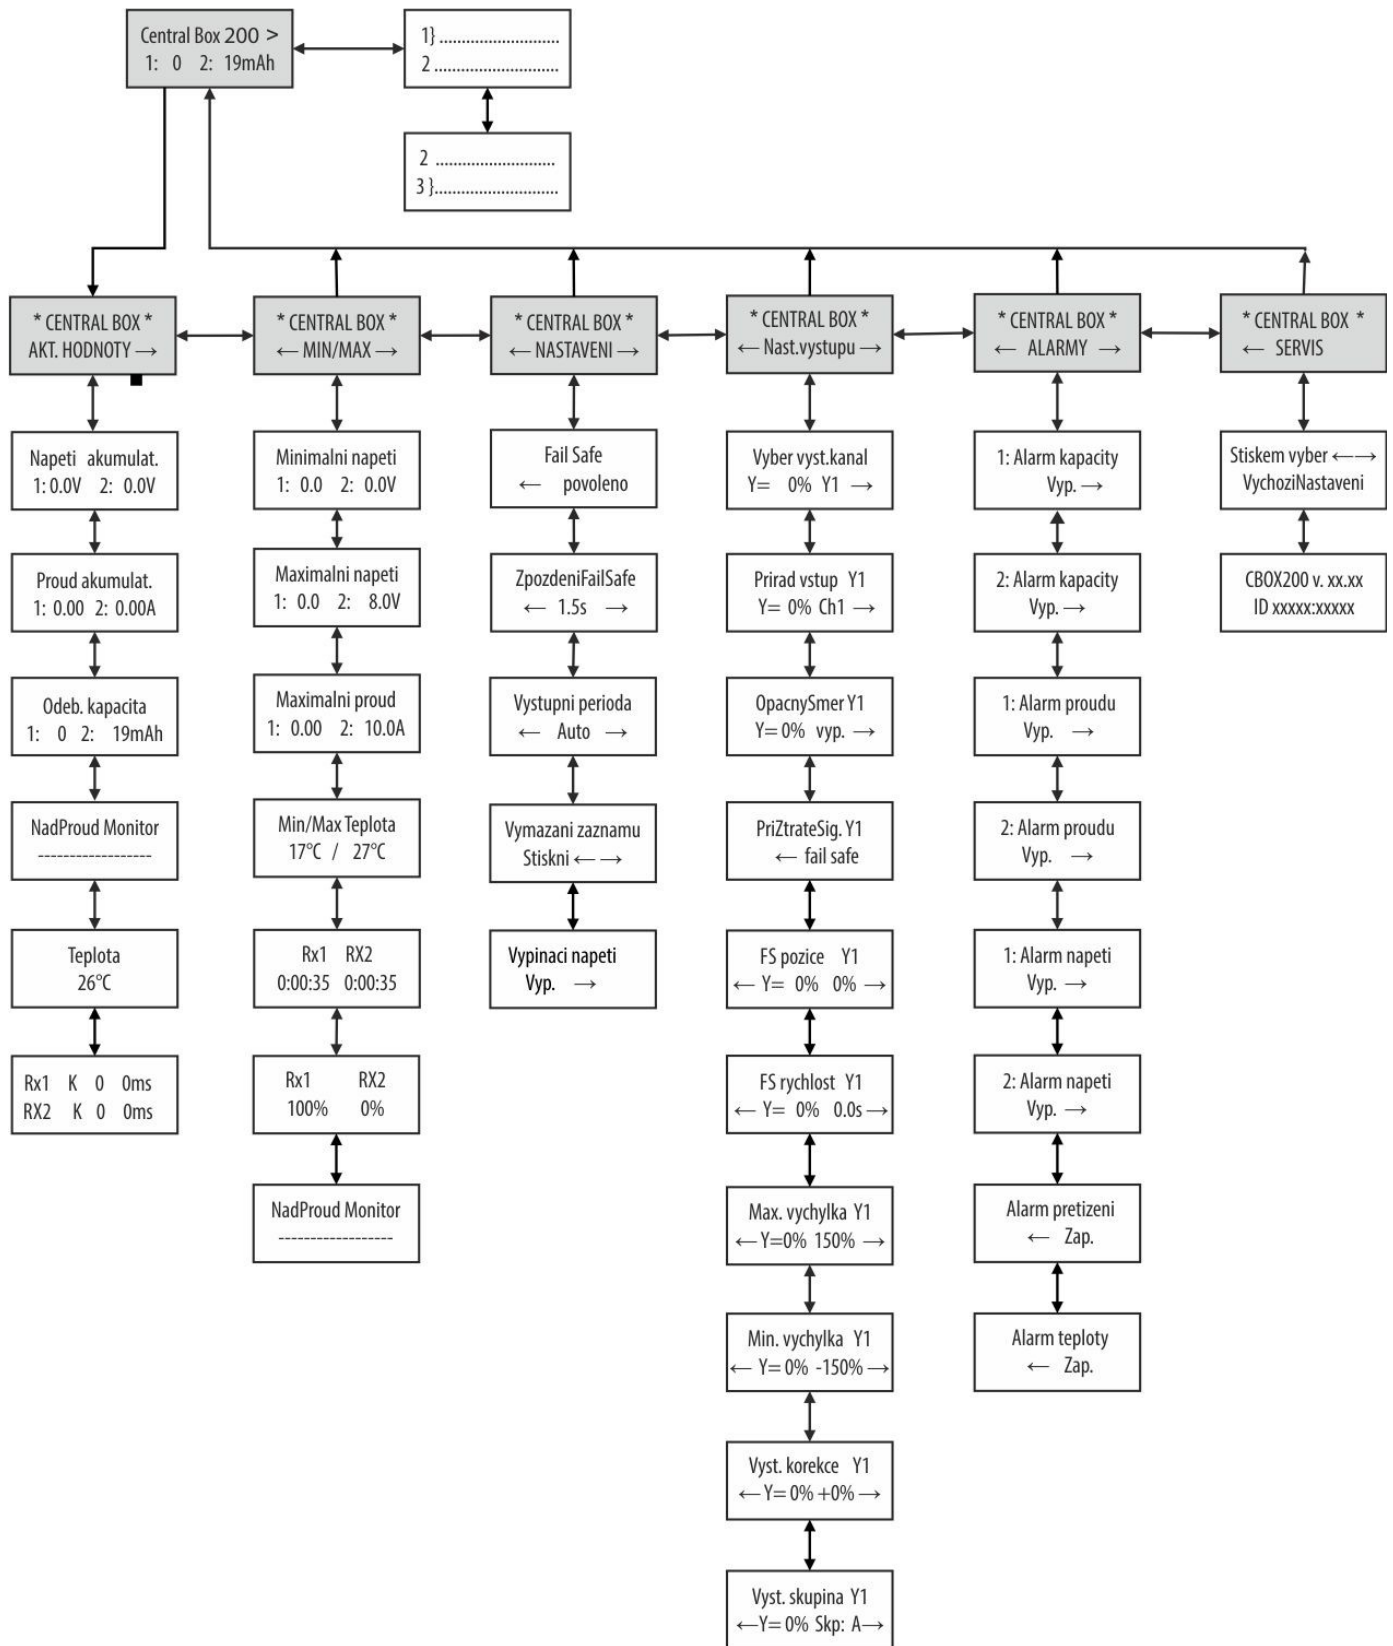 Central Box 200 >
1: 0 2: 19mAh
1} ...........................
2 ............................
2 ...........................
3 }............................
* CENTRAL BOX *
AKT. HODNOTY →
* CENTRAL BOX *
← MIN/MAX →
* CENTRAL BOX *
← NASTAVENI →
* CENTRAL BOX *
← Nast.vystupu →
* CENTRAL BOX *
← ALARMY →
* CENTRAL BOX *
← SERVIS
Napeti akumulat.
1: 0.0V 2: 0.0V
Proud akumulat.
1: 0.00 2: 0.00A
Odeb. kapacita
1: 0 2: 19mAh
NadProud Monitor
------------------
Teplota
26°C
Rx1 K 0 0ms
RX2 K 0 0ms
Minimalni napeti
1: 0.0 2: 0.0V
Maximalni napeti
1: 0.0 2: 8.0V
Maximalni proud
1: 0.00 2: 10.0A
Min/Max Teplota
17°C / 27°C
Rx1 RX2
0:00:35 0:00:35
Rx1 RX2
100% 0%
NadProud Monitor
------------------
Fail Safe
← povoleno
ZpozdeniFailSafe
← 1.5s →
Vystupni perioda
← Auto →
Vymazani zaznamu
Stiskni ← →
Vypinaci napeti
Vyp. →
Vyber vyst.kanal
Y= 0% Y1 →
Prirad vstup Y1
Y= 0% Ch1 →
OpacnySmer Y1
Y= 0% vyp. →
PriZtrateSig. Y1
← fail safe
FS pozice Y1
← Y= 0% 0% →
FS rychlost Y1
← Y= 0% 0.0s →
Max. vychylka Y1
← Y=0% 150% →
Min. vychylka Y1
← Y= 0% -150% →
Vyst. korekce Y1
← Y= 0% +0% →
Vyst. skupina Y1
←Y= 0% Skp: A→
1: Alarm kapacity
Vyp. →
2: Alarm kapacity
Vyp. →
1: Alarm proudu
Vyp. →
2: Alarm proudu
Vyp. →
1: Alarm napeti
Vyp. →
2: Alarm napeti
Vyp. →
Alarm pretizeni
← Zap.
Alarm teploty
← Zap.
Stiskem vyber ←→
VychoziNastaveni
CBOX200 v. xx.xx
ID xxxxx:xxxxx